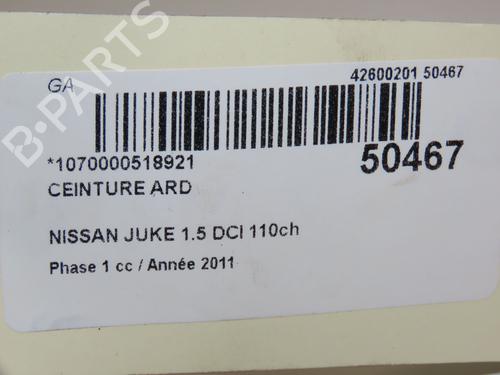 GA
42600201 50467
*1070000518921
50467
CEINTURE ARD
NISSAN JUKE 1.5 DCI 110ch
Phase 1 cc / Année 2011
B-PARTS